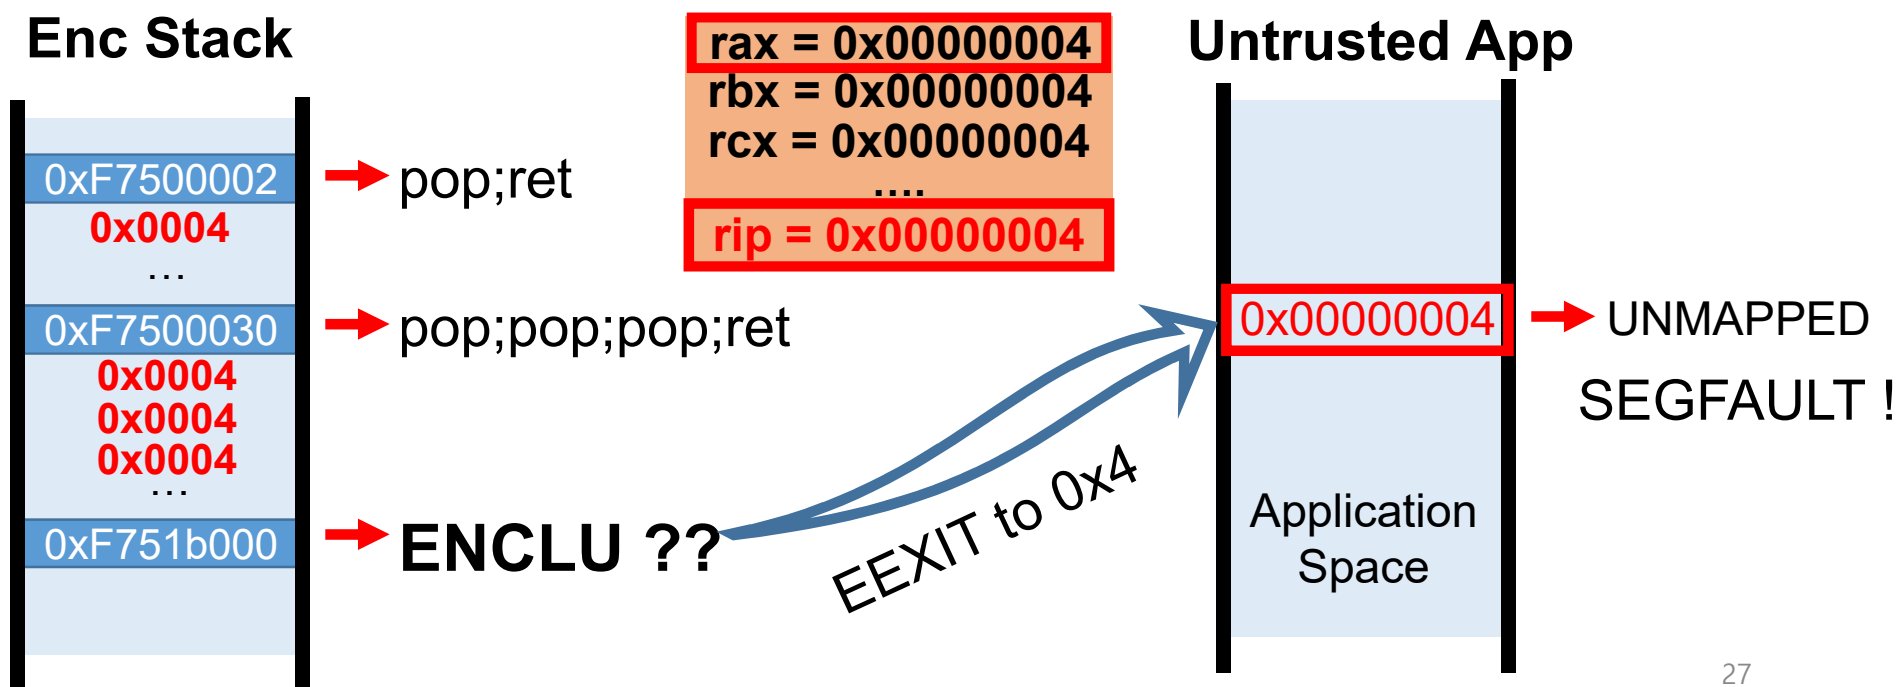 Enc Stack
0xF7500002
0x0004
...
0xF7500030
0x0004
0x0004
0x0004
...
0xF751b000
pop;ret
pop;pop;pop;ret
ENCLU ??
rax = 0x00000004
rbx = 0x00000004
rcx = 0x00000004
....
rip = 0x00000004
EEXIT to 0x4
Untrusted App
0x00000004
Application
Space
UNMAPPED
SEGFAULT !
27